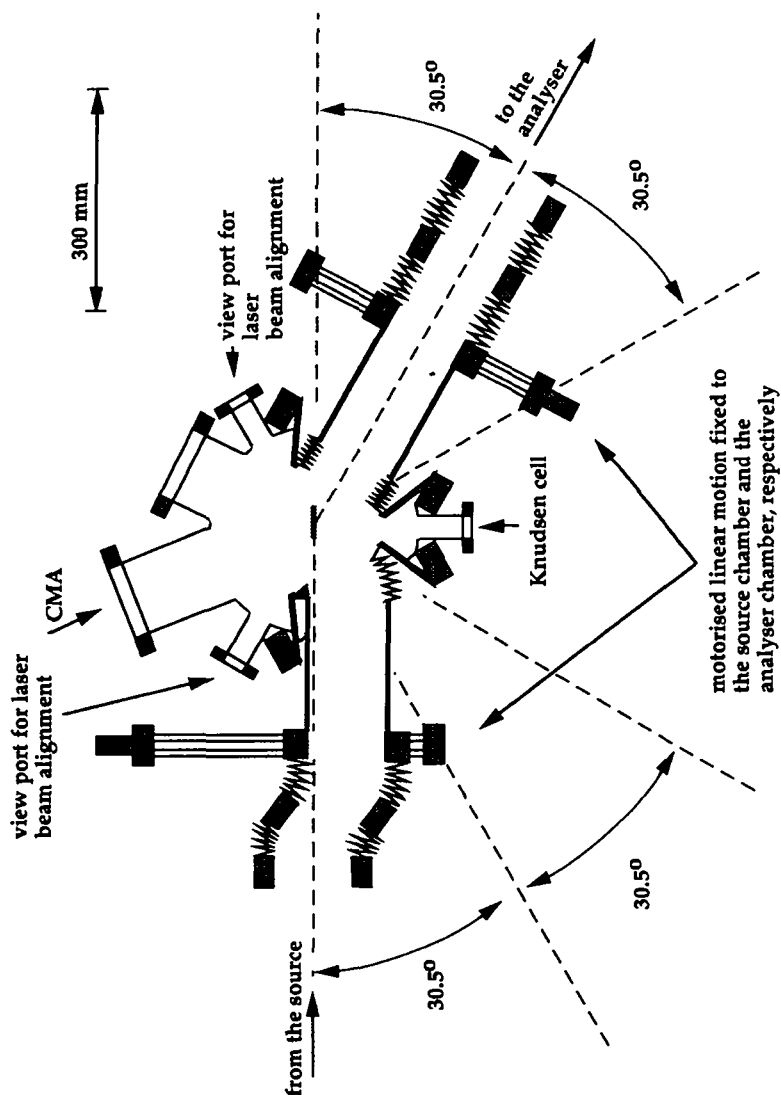 300 mm
view port for
laser
beam alignment
CMA
view port for laser
beam alignment
from the source
30.5°
30.5°
to the
analyser
30.5°
30.5°
Knudsen cell
motorised linear motion fixed to
the source chamber and the
analyser chamber, respectively